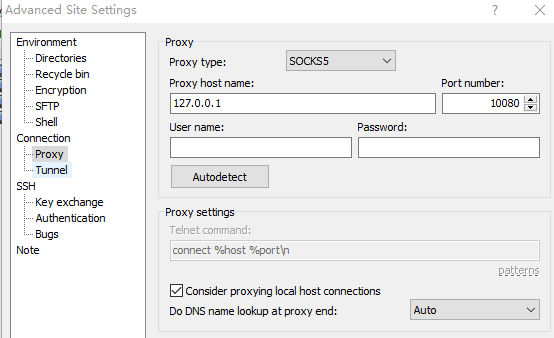 Advanced Site Settings
?
×
Environment
Directories
Recycle bin
Encryption
SFTP
Shell
Connection
Proxy
Tunnel
SSH
Key exchange
Authentication
Bugs
Note
Proxy
Proxy type: SOCKS5
Proxy host name: Port number:
127.0.0.1 10080
User name: Password:
Autodetect
Proxy settings
Telnet command:
connect %host %port\n
patterns
Consider proxying local host connections
Do DNS name lookup at proxy end: Auto